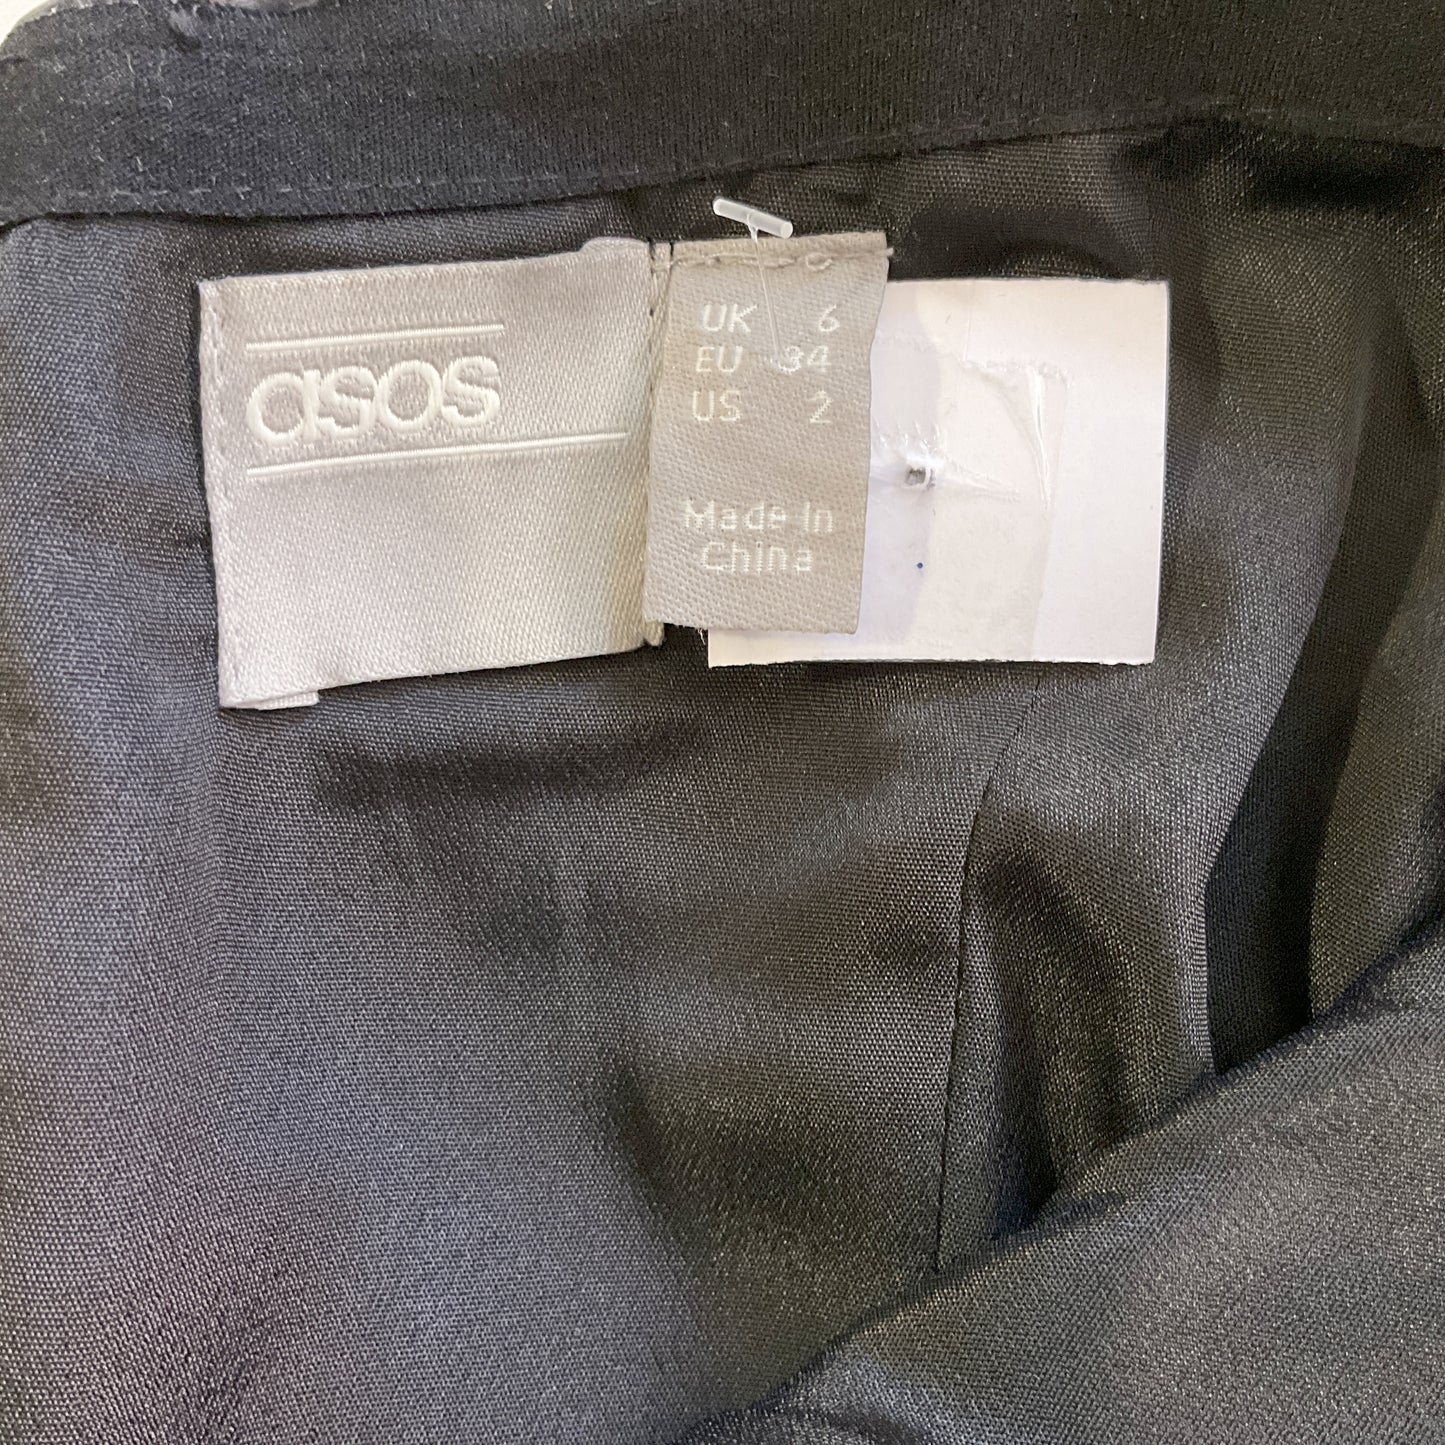 asos
UK 6
EU 34
US 2
Made In
China